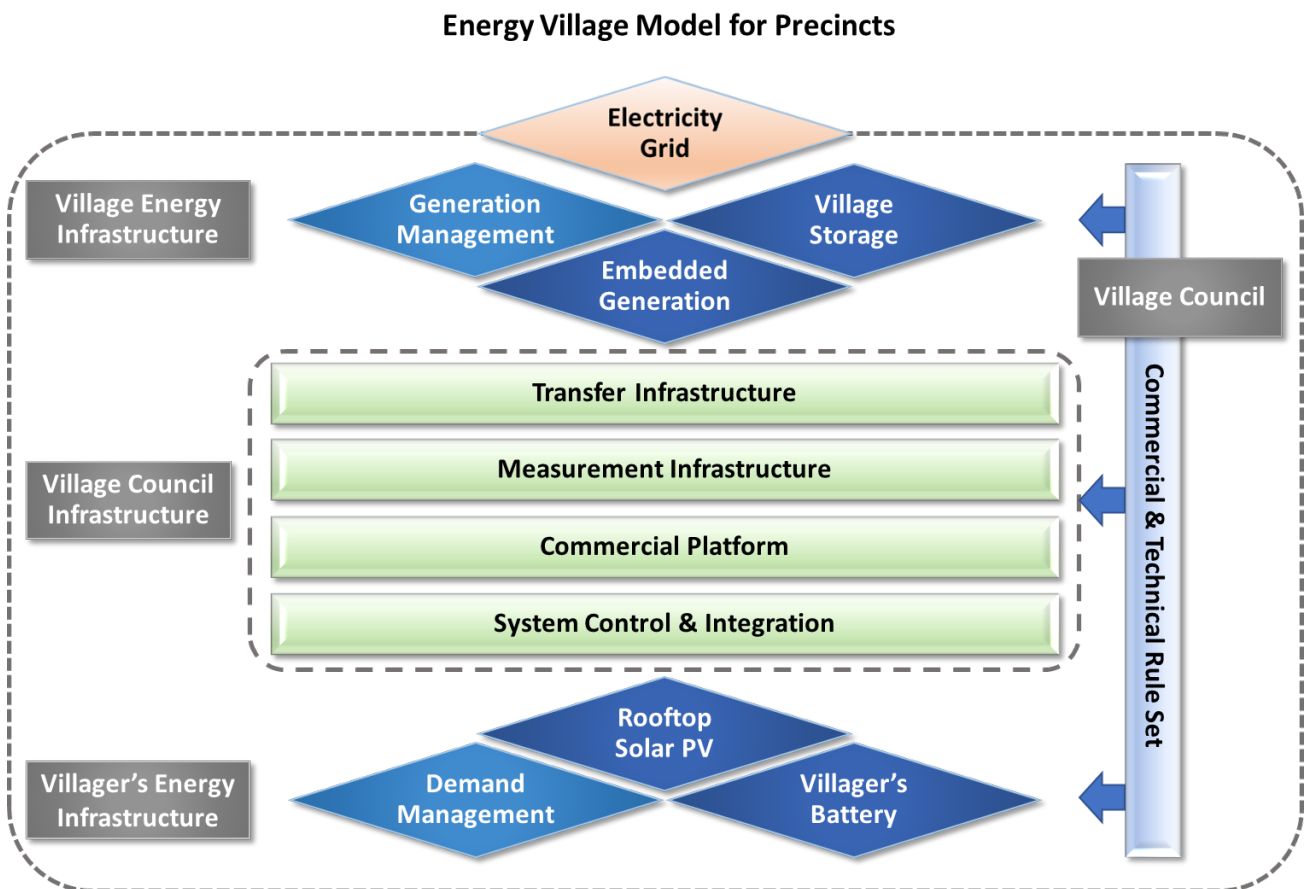 Energy Village Model for Precincts
Electricity
Grid
Village Energy
Infrastructure
Generation
Management
Village
Storage
Embedded
Generation
Village Council
Transfer Infrastructure
Measurement Infrastructure
Village Council
Infrastructure
Commercial Platform
System Control & Integration
Commercial & Technical Rule Set
Rooftop
Solar PV
Villager's Energy
Infrastructure
Demand
Management
Villager's
Battery